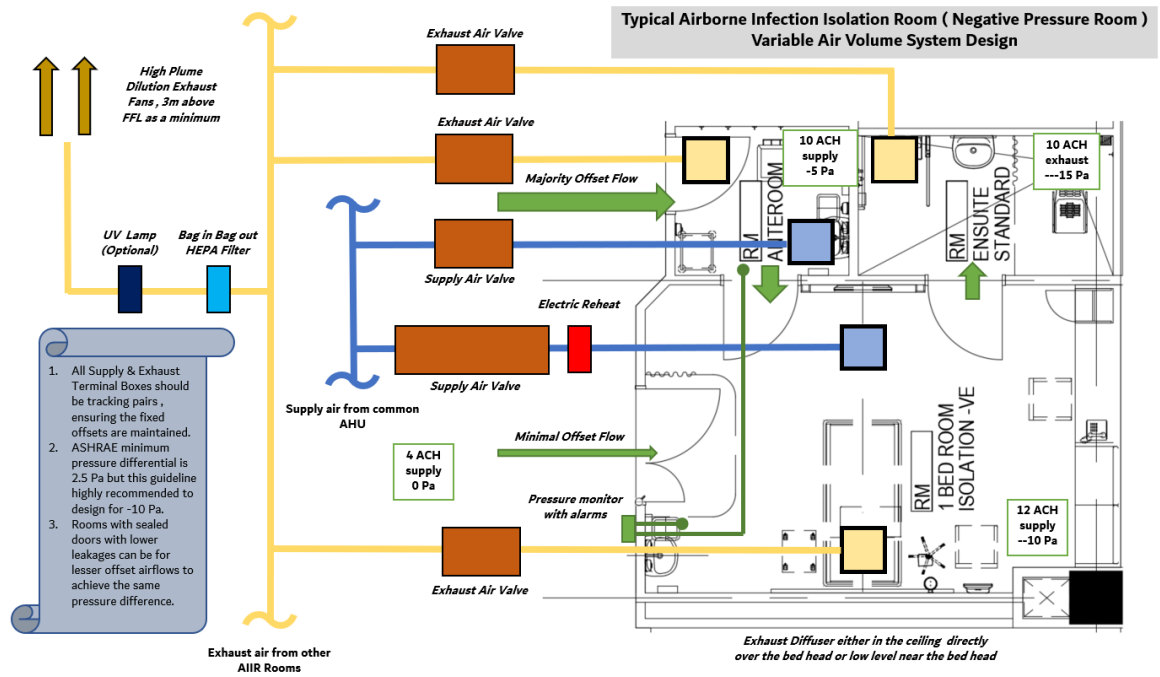 Typical Airborne Infection Isolation Room ( Negative Pressure Room )
Variable Air Volume System Design
Exhaust Air Valve
High Plume
Dilution Exhaust
Fans , 3m above
FFL as a minimum
Exhaust Air Valve
10 ACH
supply
-5 Pa
10 ACH
exhaust
---15 Pa
Majority Offset Flow
RM
ANTEROOM
RM
ENSUITE
STANDARD
UV Lamp
(Optional)
Bag in Bag out
HEPA Filter
Supply Air Valve
Electric Reheat
Supply Air Valve
Supply air from common
AHU
1. All Supply & Exhaust
Terminal Boxes should
be tracking pairs ,
ensuring the fixed
offsets are maintained.
2. ASHRAE minimum
pressure differential is
2.5 Pa but this guideline
highly recommended to
design for -10 Pa.
3. Rooms with sealed
doors with lower
leakages can be for
lesser offset airflows to
achieve the same
pressure difference.
Minimal Offset Flow
4 ACH
supply
0 Pa
RM
1 BED ROOM
ISOLATION -VE
Pressure monitor
with alarms
12 ACH
supply
--10 Pa
Exhaust Air Valve
Exhaust air from other
AIIR Rooms
Exhaust Diffuser either in the ceiling directly
over the bed head or low level near the bed head